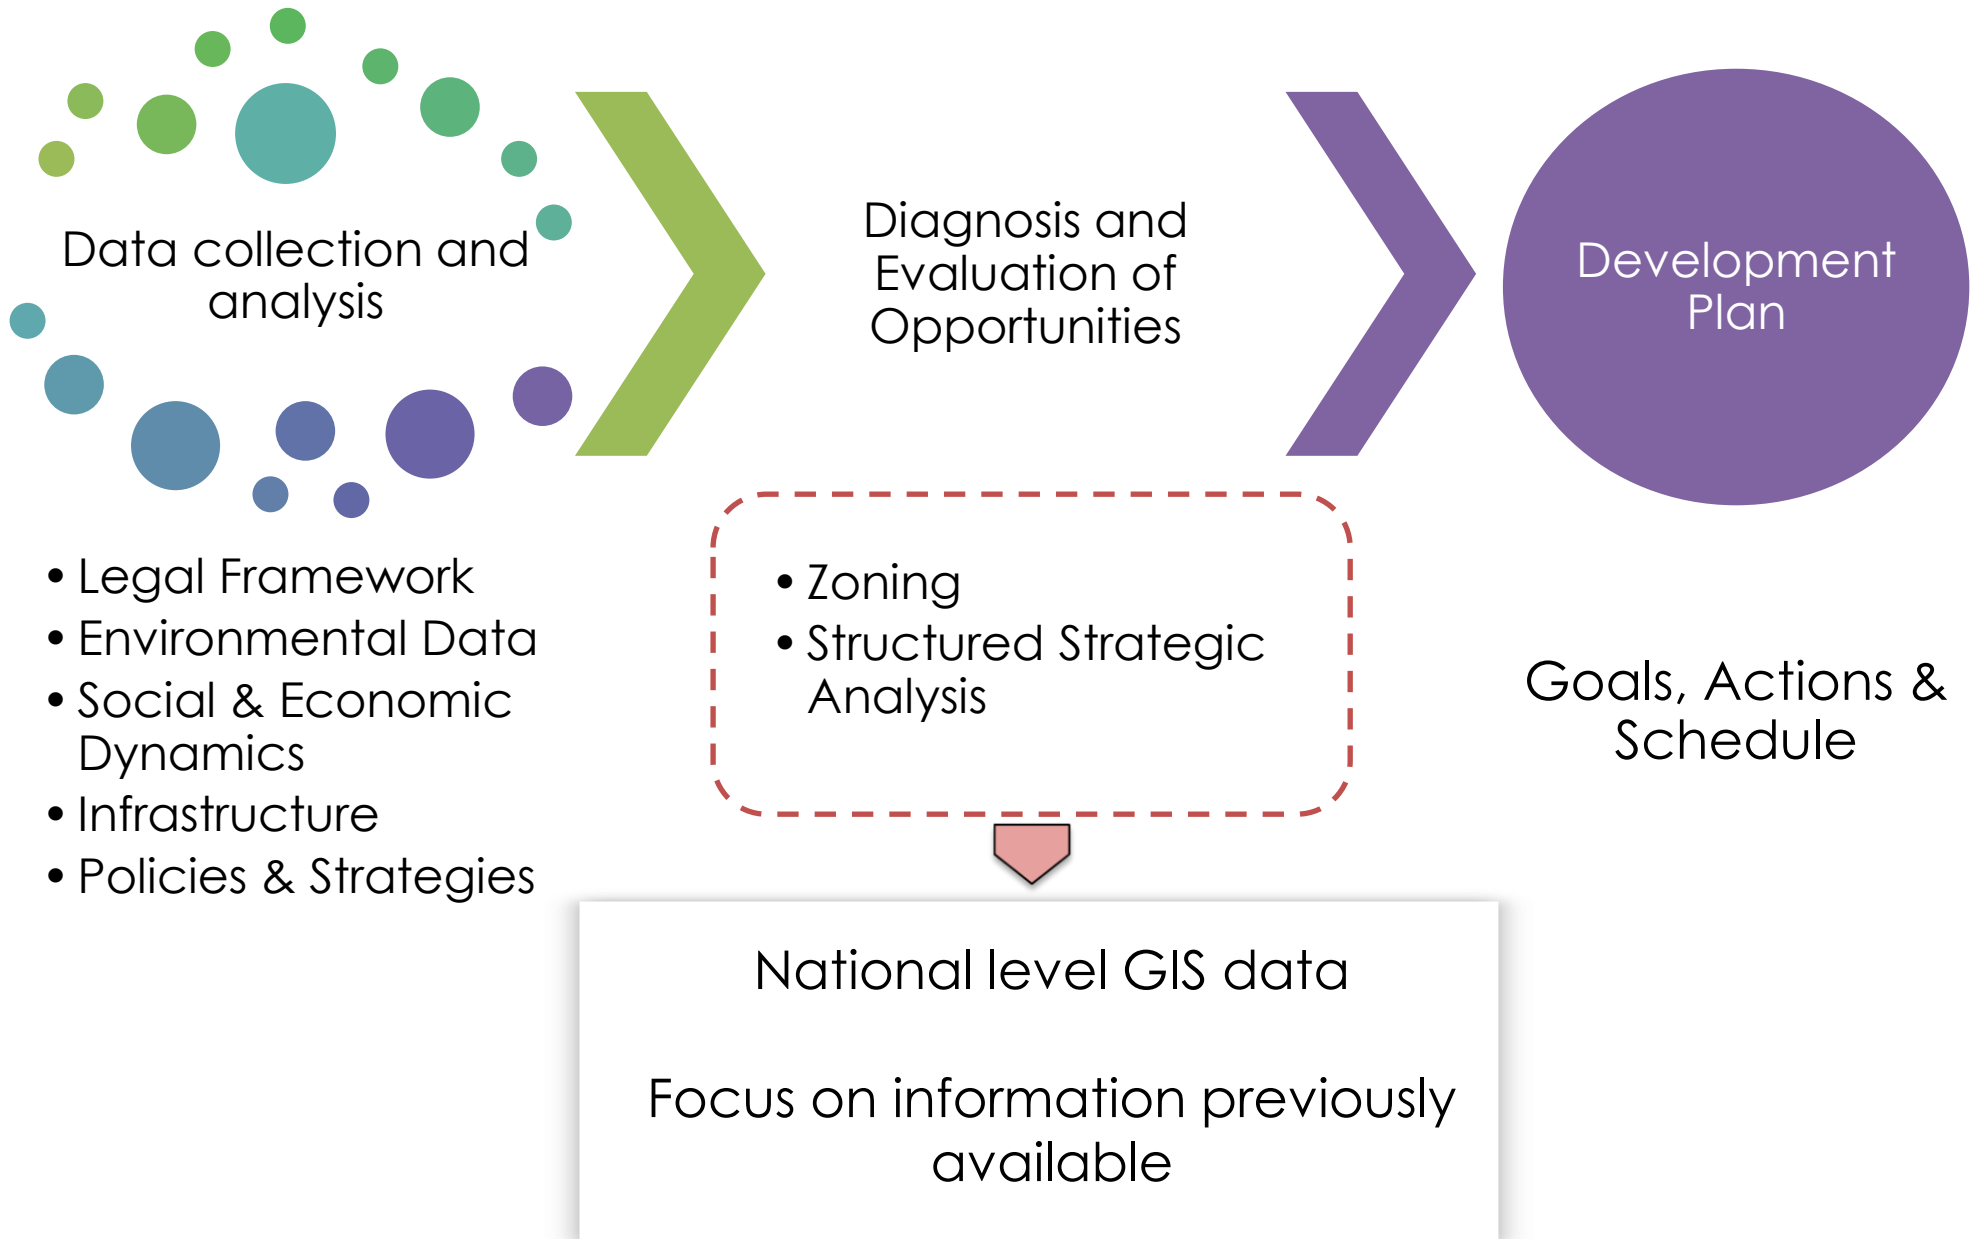 Data collection and
analysis
Diagnosis and
Evaluation of
Opportunities
Development
Plan
• Legal Framework
• Environmental Data
• Social & Economic
Dynamics
• Infrastructure
• Policies & Strategies
• Zoning
• Structured Strategic
Analysis
Goals, Actions &
Schedule
National level GIS data
Focus on information previously
available